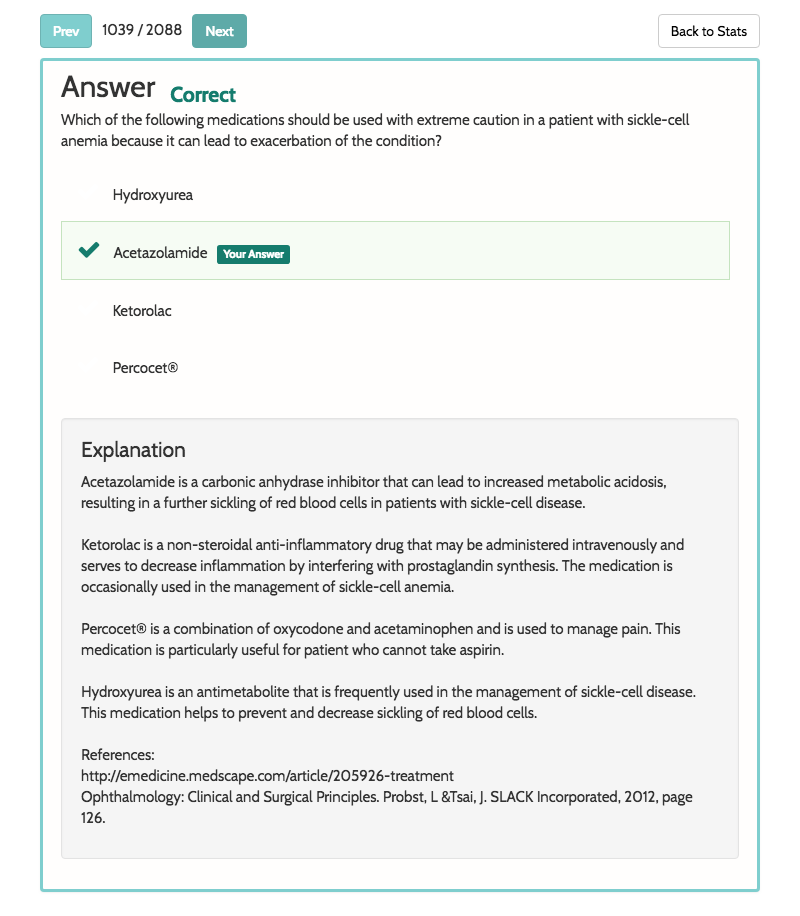 Prev 1039 / 2088 Next Back to Stats
Answer Correct
Which of the following medications should be used with extreme caution in a patient with sickle-cell
anemia because it can lead to exacerbation of the condition?
Hydroxyurea
Acetazolamide Your Answer
Ketorolac
Percocet®
Explanation
Acetazolamide is a carbonic anhydrase inhibitor that can lead to increased metabolic acidosis,
resulting in a further sickling of red blood cells in patients with sickle-cell disease.
Ketorolac is a non-steroidal anti-inflammatory drug that may be administered intravenously and
serves to decrease inflammation by interfering with prostaglandin synthesis. The medication is
occasionally used in the management of sickle-cell anemia.
Percocet® is a combination of oxycodone and acetaminophen and is used to manage pain. This
medication is particularly useful for patient who cannot take aspirin.
Hydroxyurea is an antimetabolite that is frequently used in the management of sickle-cell disease.
This medication helps to prevent and decrease sickling of red blood cells.
References:
http://emedicine.medscape.com/article/205926-treatment
Ophthalmology: Clinical and Surgical Principles. Probst, L &Tsai, J. SLACK Incorporated, 2012, page
126.